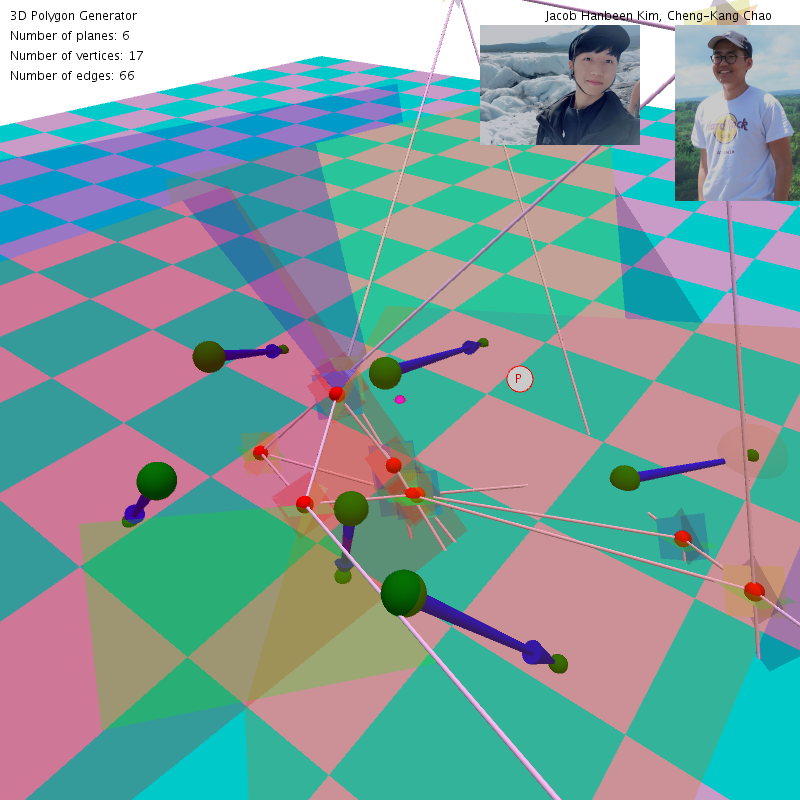 3D Polygon Generator
Jacob Hanbeen Kim, Cheng-Kang Chao
Number of planes: 6
Number of vertices: 17
Number of edges: 66
P